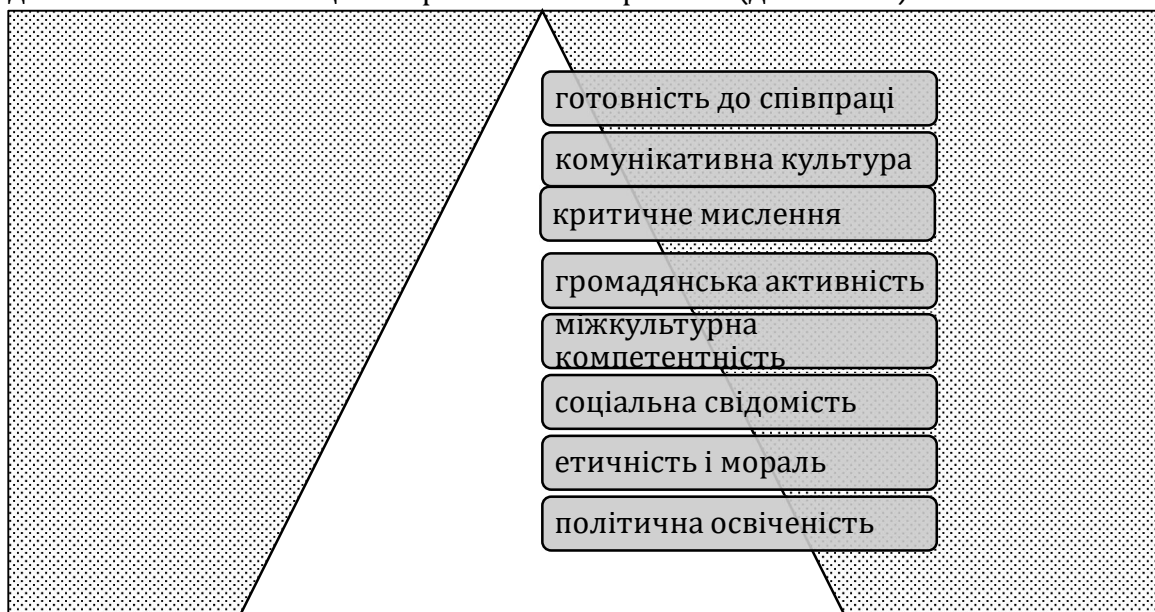 готовність до співпраці
комунікативна культура
критичне мислення
громадянська активність
міжкультурна
компетентність
соціальна свідомість
етичність і мораль
політична освіченість